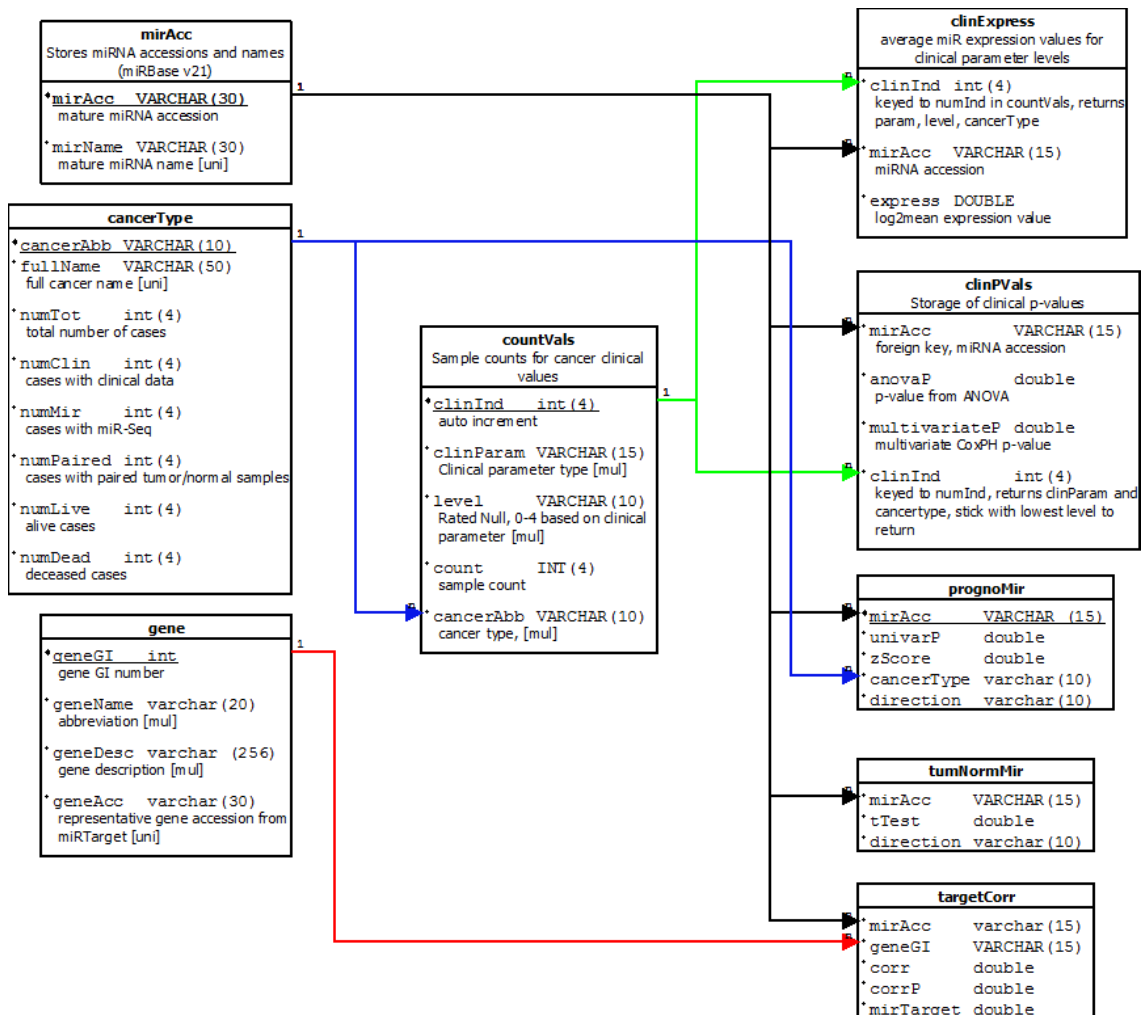 mirAcc
Stores miRNA accessions and names
(miRBase v21)
mirAcc VARCHAR(30)
mature miRNA accession
mirName VARCHAR(30)
mature miRNA name [uni]
1
cancerType
cancerAbb VARCHAR(10)
fullName VARCHAR(50)
full cancer name [uni]
numTot int(4)
total number of cases
numClin int(4)
cases with clinical data
numMir int(4)
cases with miR-Seq
numPaired int(4)
cases with paired tumor/normal samples
numLive int(4)
alive cases
numDead int(4)
deceased cases
1
gene
geneGI int
gene GI number
geneName varchar(20)
abbreviation [mul]
geneDesc varchar (256)
gene description [mul]
geneAcc varchar(30)
representative gene accession from
miRTarget [uni]
1
countVals
Sample counts for cancer clinical
values
clinInd int(4)
auto increment
clinParam VARCHAR(15)
Clinical parameter type [mul]
level VARCHAR(10)
Rated Null, 0-4 based on clinical
parameter [mul]
count INT(4)
sample count
n
cancerAbb VARCHAR(10)
cancer type, [mul]
1
clinExpress
average miR expression values for
clinical parameter levels
n
clinInd int(4)
keyed to numInd in countVals, returns
param, level, cancerType
n
mirAcc VARCHAR(15)
miRNA accession
express DOUBLE
log2mean expression value
clinPVals
Storage of clinical p-values
n
mirAcc VARCHAR(15)
foreign key, miRNA accession
anovaP double
p-value from ANOVA
multivariateP double
multivariate CoxPH p-value
n
clinInd int(4)
keyed to numInd, returns clinParam and
cancertype, stick with lowest level to
return
prognoMir
n
mirAcc VARCHAR (15)
univarP double
zScore double
n
cancerType varchar(10)
direction varchar(10)
tumNormMir
n
mirAcc VARCHAR(15)
tTest double
direction varchar(10)
targetCorr
n
mirAcc varchar(15)
n
geneGI VARCHAR(15)
corr double
corrP double
mirTarget double